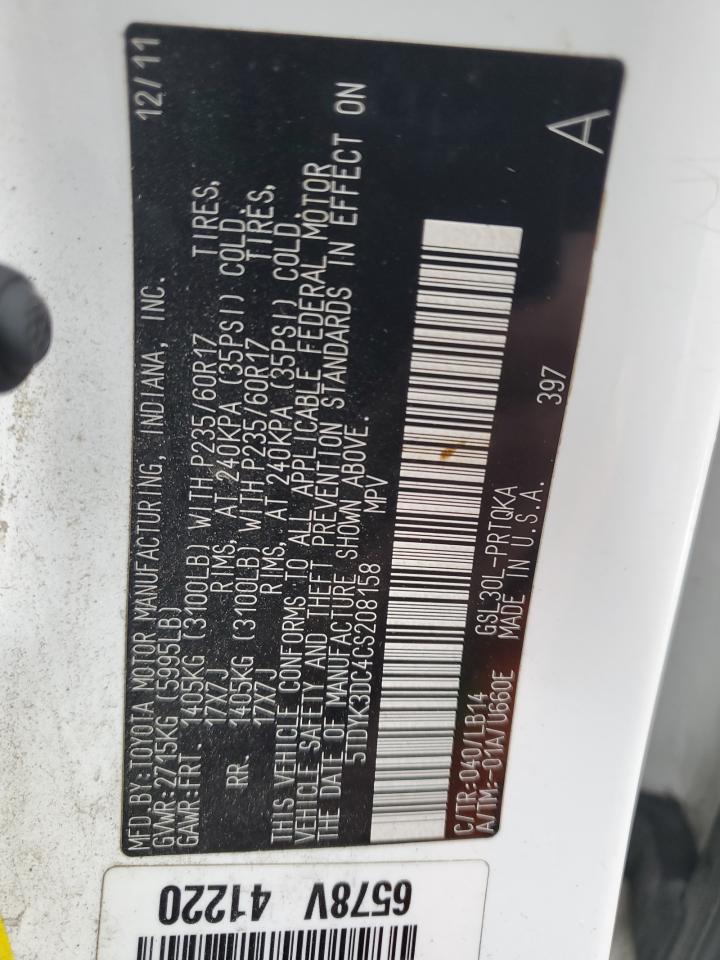 MFD.BY:TOYOTA MOTOR MANUFACTURING, INDIANA, INC. 12/11
GVWR:2715KG (5995LB)
GAWR:FRT. 1405KG (3100LB) WITH P235/60R17 TIRES,
17X7J RIMS, AT 240KPA (35PSI) COLD.
RR. 1405KG (3100LB) WITH P235/60R17 TIRES,
17X7J RIMS, AT 240KPA (35PSI) COLD.
THIS VEHICLE CONFORMS TO ALL APPLICABLE FEDERAL MOTOR
VEHICLE SAFETY AND THEFT PREVENTION STANDARDS IN EFFECT ON
THE DATE OF MANUFACTURE SHOWN ABOVE.
5TDYK3DC4CS208158 MPV
C/TR:040/LB14 GSL30L-PRTQKA 397 A
A/TM:-01A/U660E MADE IN U.S.A.
6578V 41220